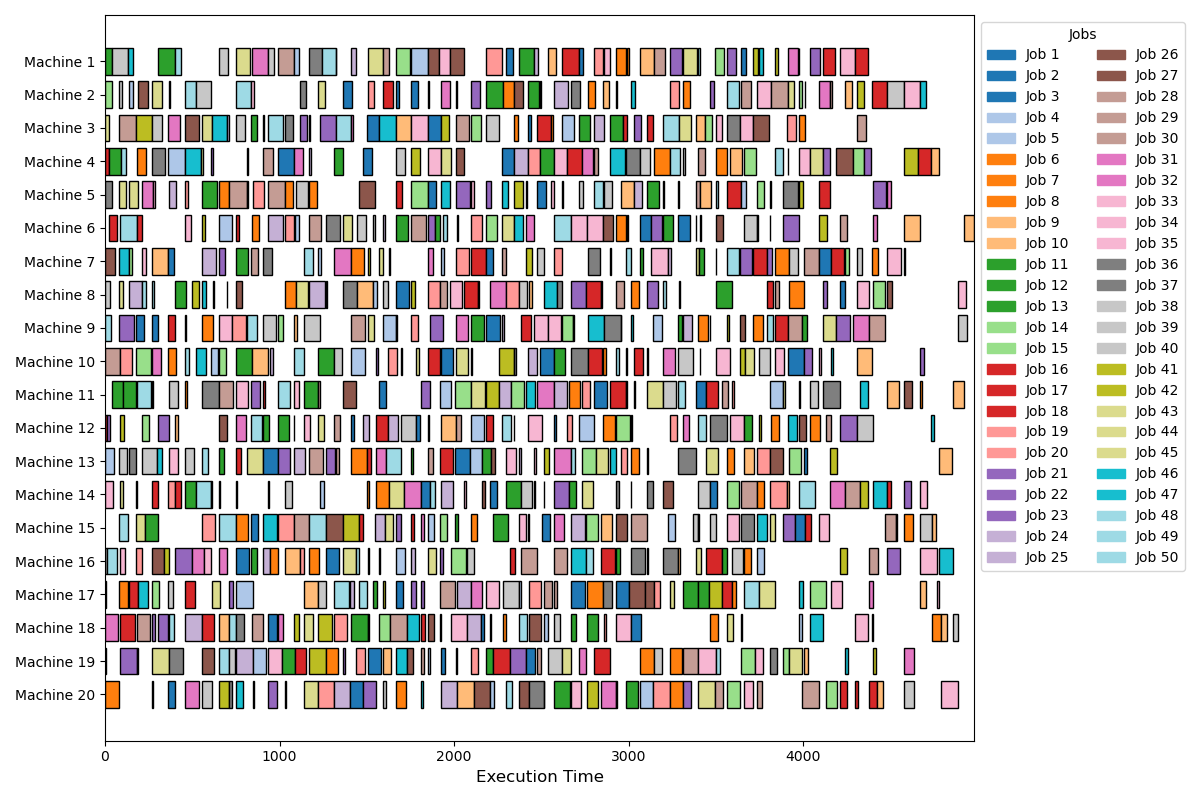 Machine 1
Machine 2
Machine 3
Machine 4
Machine 5
Machine 6
Machine 7
Machine 8
Machine 9
Machine 10
Machine 11
Machine 12
Machine 13
Machine 14
Machine 15
Machine 16
Machine 17
Machine 18
Machine 19
Machine 20
0 1000 2000 3000 4000
Execution Time
Jobs
Job 1 Job 26
Job 2 Job 27
Job 3 Job 28
Job 4 Job 29
Job 5 Job 30
Job 6 Job 31
Job 7 Job 32
Job 8 Job 33
Job 9 Job 34
Job 10 Job 35
Job 11 Job 36
Job 12 Job 37
Job 13 Job 38
Job 14 Job 39
Job 15 Job 40
Job 16 Job 41
Job 17 Job 42
Job 18 Job 43
Job 19 Job 44
Job 20 Job 45
Job 21 Job 46
Job 22 Job 47
Job 23 Job 48
Job 24 Job 49
Job 25 Job 50